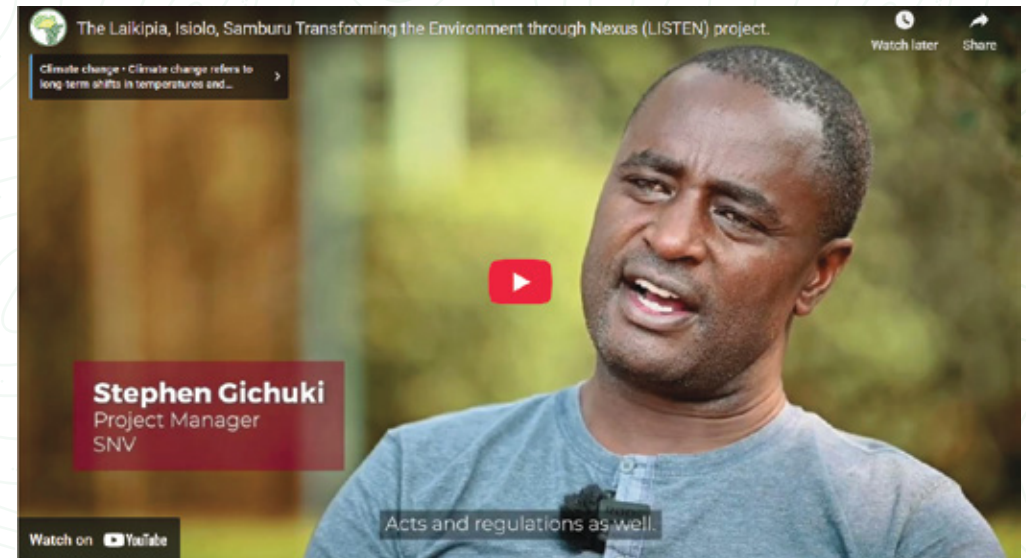 The Laikipia, Isiolo, Samburu Transforming the Environment through Nexus (LISTEN) project.
Watch later
Share
Climate change • Climate change refers to
long-term shifts in temperatures and...
Stephen Gichuki
Project Manager
SNV
Acts and regulations as well.
Watch on YouTube